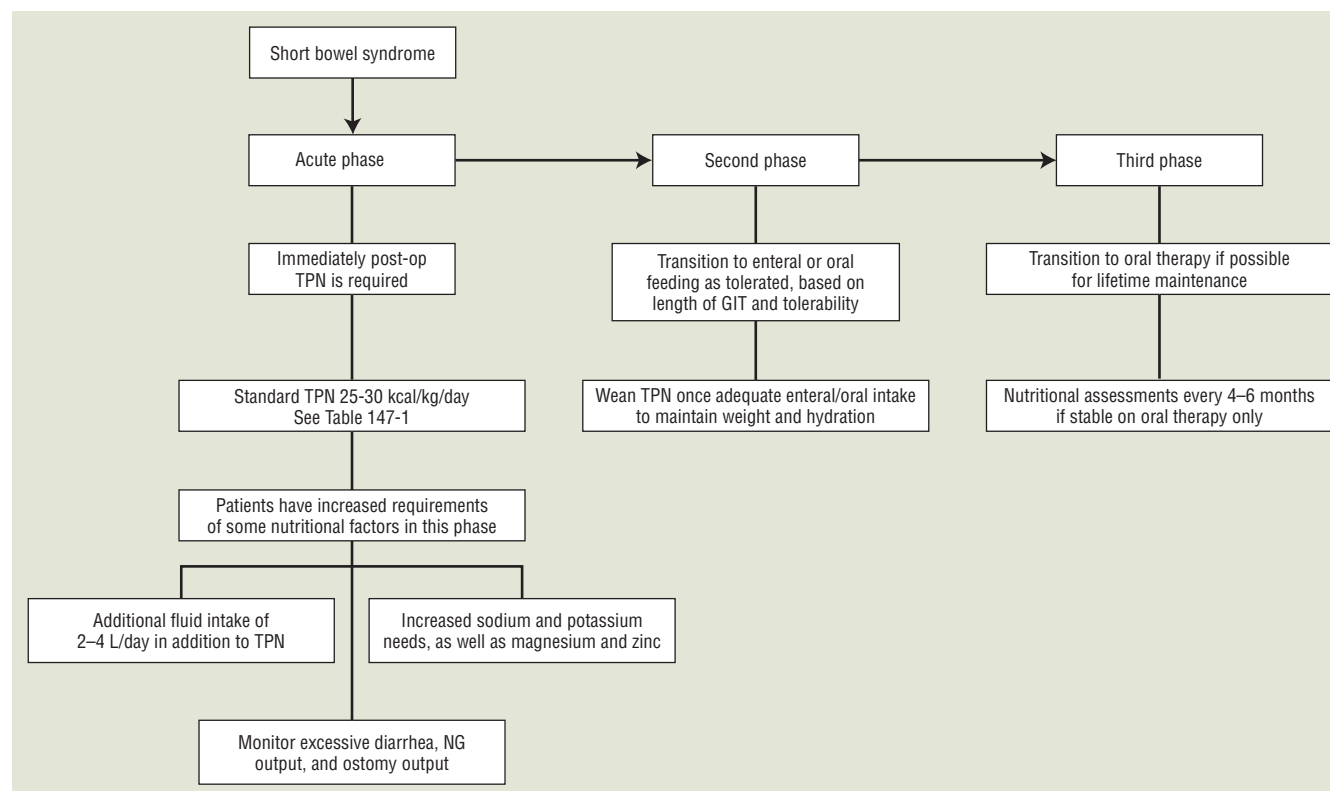 Short bowel syndrome
Acute phase
Second phase
Third phase
Immediately post-op
TPN is required
Transition to enteral or oral
feeding as tolerated, based on
length of GIT and tolerability
Transition to oral therapy if possible
for lifetime maintenance
Standard TPN 25-30 kcal/kg/day
See Table 147-1
Wean TPN once adequate enteral/oral intake
to maintain weight and hydration
Nutritional assessments every 4–6 months
if stable on oral therapy only
Patients have increased requirements
of some nutritional factors in this phase
Additional fluid intake of
2–4 L/day in addition to TPN
Increased sodium and potassium
needs, as well as magnesium and zinc
Monitor excessive diarrhea, NG
output, and ostomy output